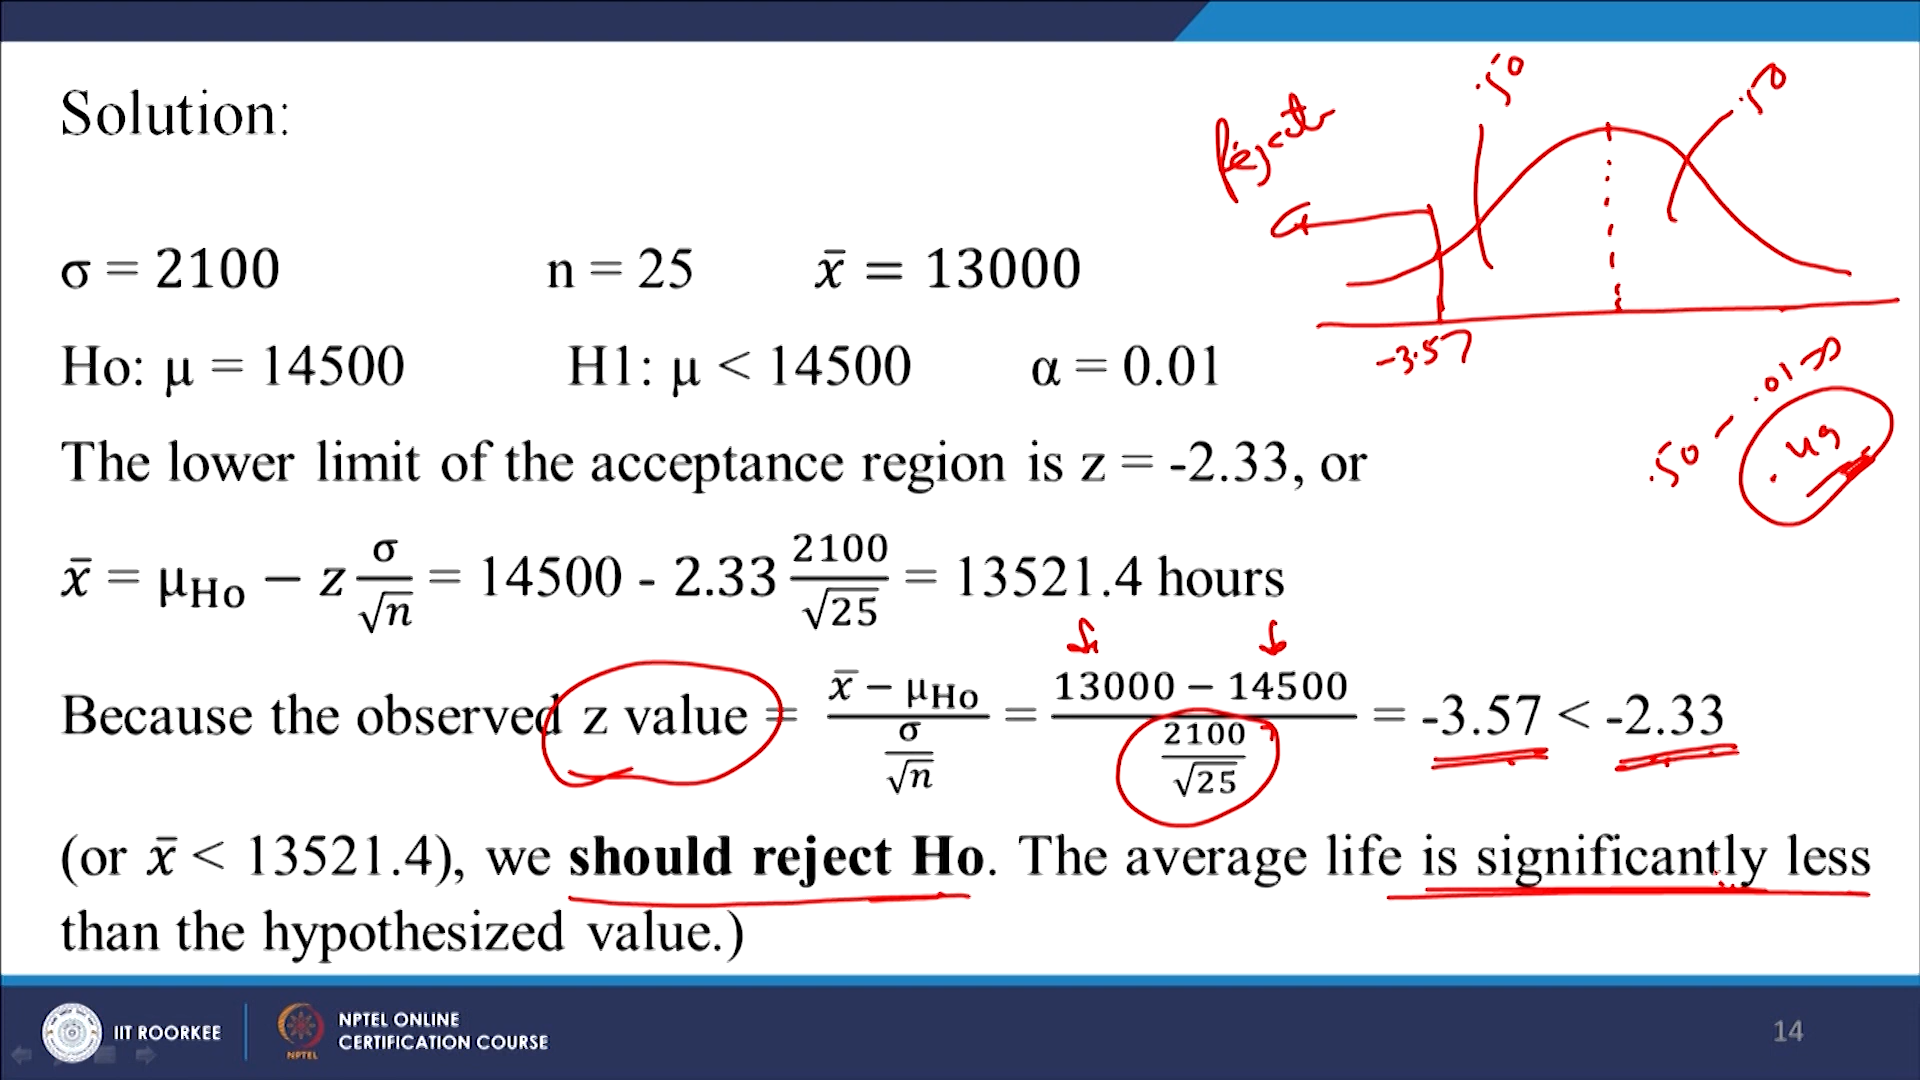 Solution:
.50
.50
Reject
σ = 2100 n = 25 x̄ = 13000
-3.57
Ho: μ = 14500 H1: μ < 14500 α = 0.01
.50 - .01
.49
The lower limit of the acceptance region is z = -2.33, or
x̄ = μ_Ho − z σ/√n = 14500 - 2.33 2100/√25 = 13521.4 hours
Because the observed z value = (x̄ − μ_Ho)/(σ/√n) = (13000 − 14500)/(2100/√25) = -3.57 < -2.33
(or x̄ < 13521.4), we should reject Ho. The average life is significantly less
than the hypothesized value.)
IIT ROORKEE
NPTEL
NPTEL ONLINE
CERTIFICATION COURSE
14